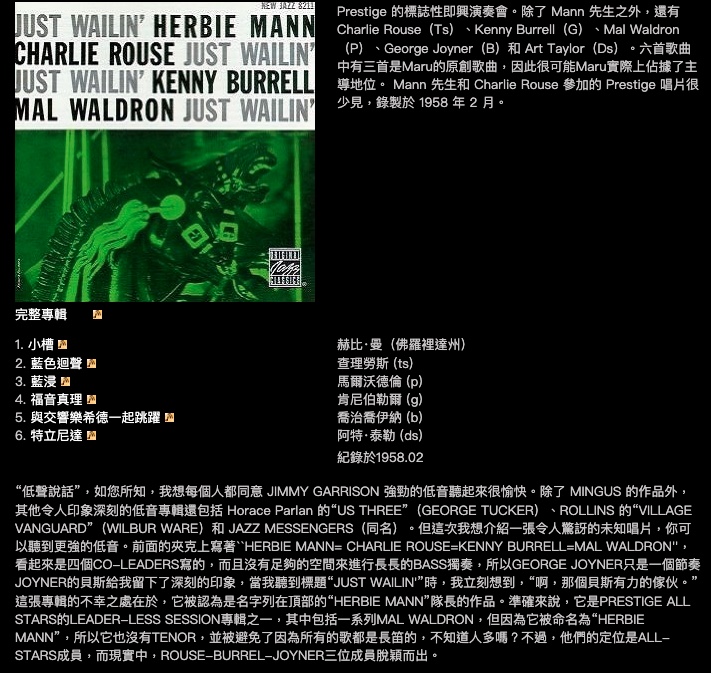 NEW JAZZ 8211
JUST WAILIN' HERBIE MANN
CHARLIE ROUSE JUST WAILIN'
JUST WAILIN' KENNY BURRELL
MAL WALDRON JUST WAILIN'
ORIGINAL
Jazz
CLASSICS
Prestige 的標誌性即興演奏會。除了 Mann 先生之外，還有
Charlie Rouse（Ts）、Kenny Burrell（G）、Mal Waldron
（P）、George Joyner（B）和 Art Taylor（Ds）。六首歌曲
中有三首是Maru的原創歌曲，因此很可能Maru實際上佔據了主
導地位。 Mann 先生和 Charlie Rouse 參加的 Prestige 唱片很
少見，錄製於 1958 年 2 月。
完整專輯
1. 小槽
2. 藍色迴聲
3. 藍浸
4. 福音真理
5. 與交響樂希德一起跳躍
6. 特立尼達
赫比·曼（佛羅裡達州）
查理勞斯 (ts)
馬爾沃德倫 (p)
肯尼伯勒爾 (g)
喬治喬伊納 (b)
阿特·泰勒 (ds)
紀錄於1958.02
“低聲說話”，如您所知，我想每個人都同意 JIMMY GARRISON 強勁的低音聽起來很愉快。除了 MINGUS 的作品外，
其他令人印象深刻的低音專輯還包括 Horace Parlan 的“US THREE”（GEORGE TUCKER）、ROLLINS 的“VILLAGE
VANGUARD”（WILBUR WARE）和 JAZZ MESSENGERS（同名）。但這次我想介紹一張令人驚訝的未知唱片，你可
以聽到更強的低音。前面的夾克上寫著``HERBIE MANN= CHARLIE ROUSE=KENNY BURRELL=MAL WALDRON''，
看起來是四個CO-LEADERS寫的，而且沒有足夠的空間來進行長長的BASS獨奏，所以GEORGE JOYNER只是一個節奏
JOYNER的貝斯給我留下了深刻的印象，當我聽到標題“JUST WAILIN'”時，我立刻想到，“啊，那個貝斯有力的傢伙。”
這張專輯的不幸之處在於，它被認為是名字列在頂部的“HERBIE MANN”隊長的作品。準確來說，它是PRESTIGE ALL
STARS的LEADER-LESS SESSION專輯之一，其中包括一系列MAL WALDRON，但因為它被命名為“HERBIE
MANN”，所以它也沒有TENOR，並被避免了因為所有的歌都是長笛的，不知道人多嗎？不過，他們的定位是ALL-
STARS成員，而現實中，ROUSE-BURREL-JOYNER三位成員脫穎而出。